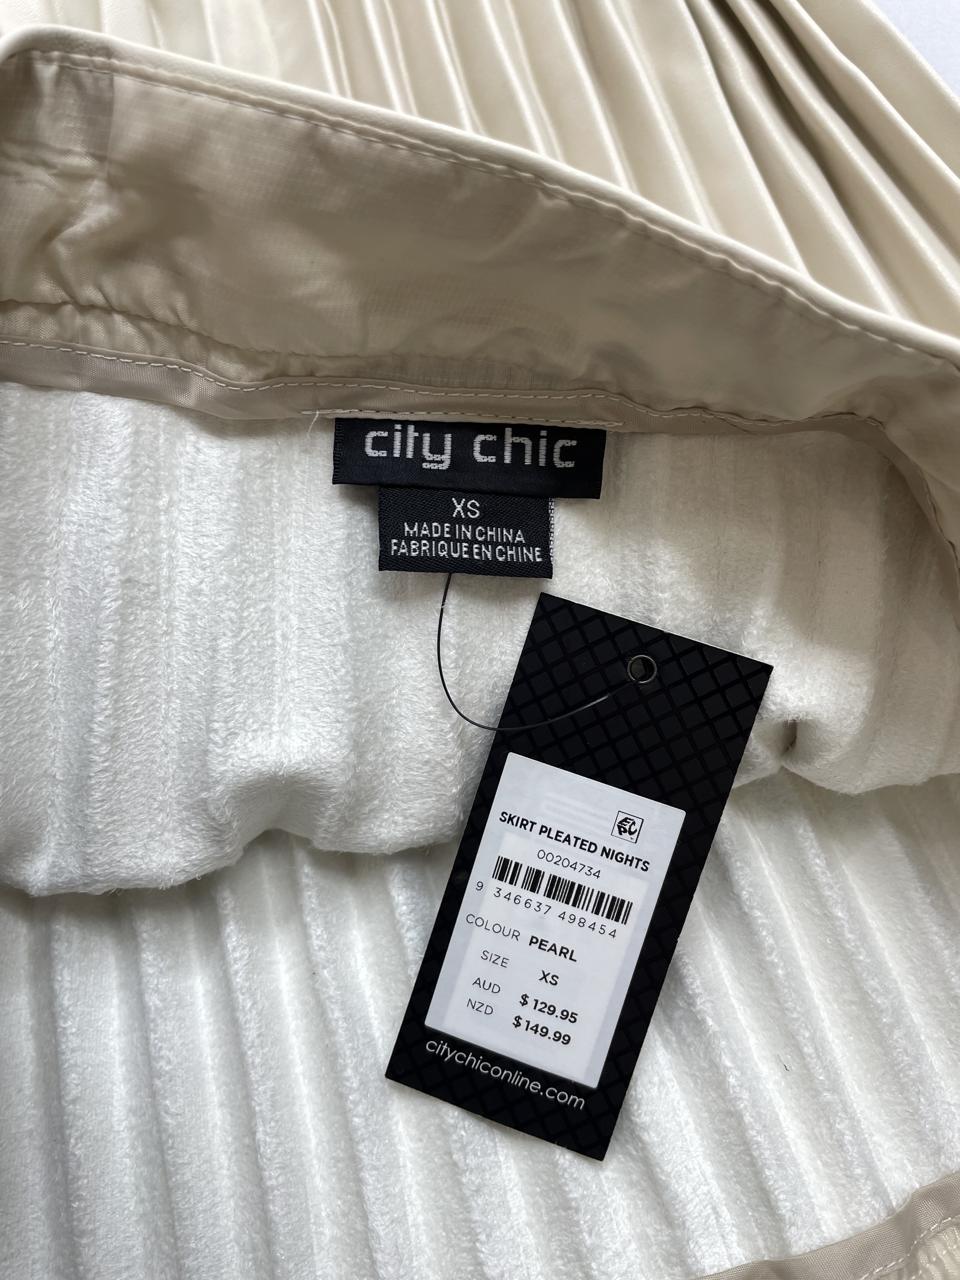 city chic
XS
MADE IN CHINA
FABRIQUE EN CHINE
SKIRT PLEATED NIGHTS
00204734
9 346637 498454
COLOUR PEARL
SIZE XS
AUD $129.95
NZD $149.99
citychiconline.com